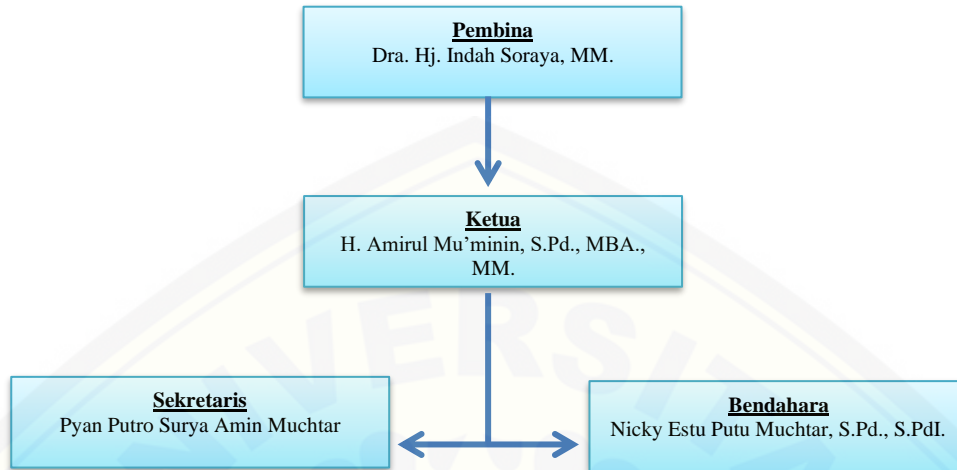 Pembina
Dra. Hj. Indah Soraya, MM.
Ketua
H. Amirul Mu’minin, S.Pd., MBA.,
MM.
Sekretaris
Pyan Putro Surya Amin Muchtar
Bendahara
Nicky Estu Putu Muchtar, S.Pd., S.PdI.
NIVERSITA